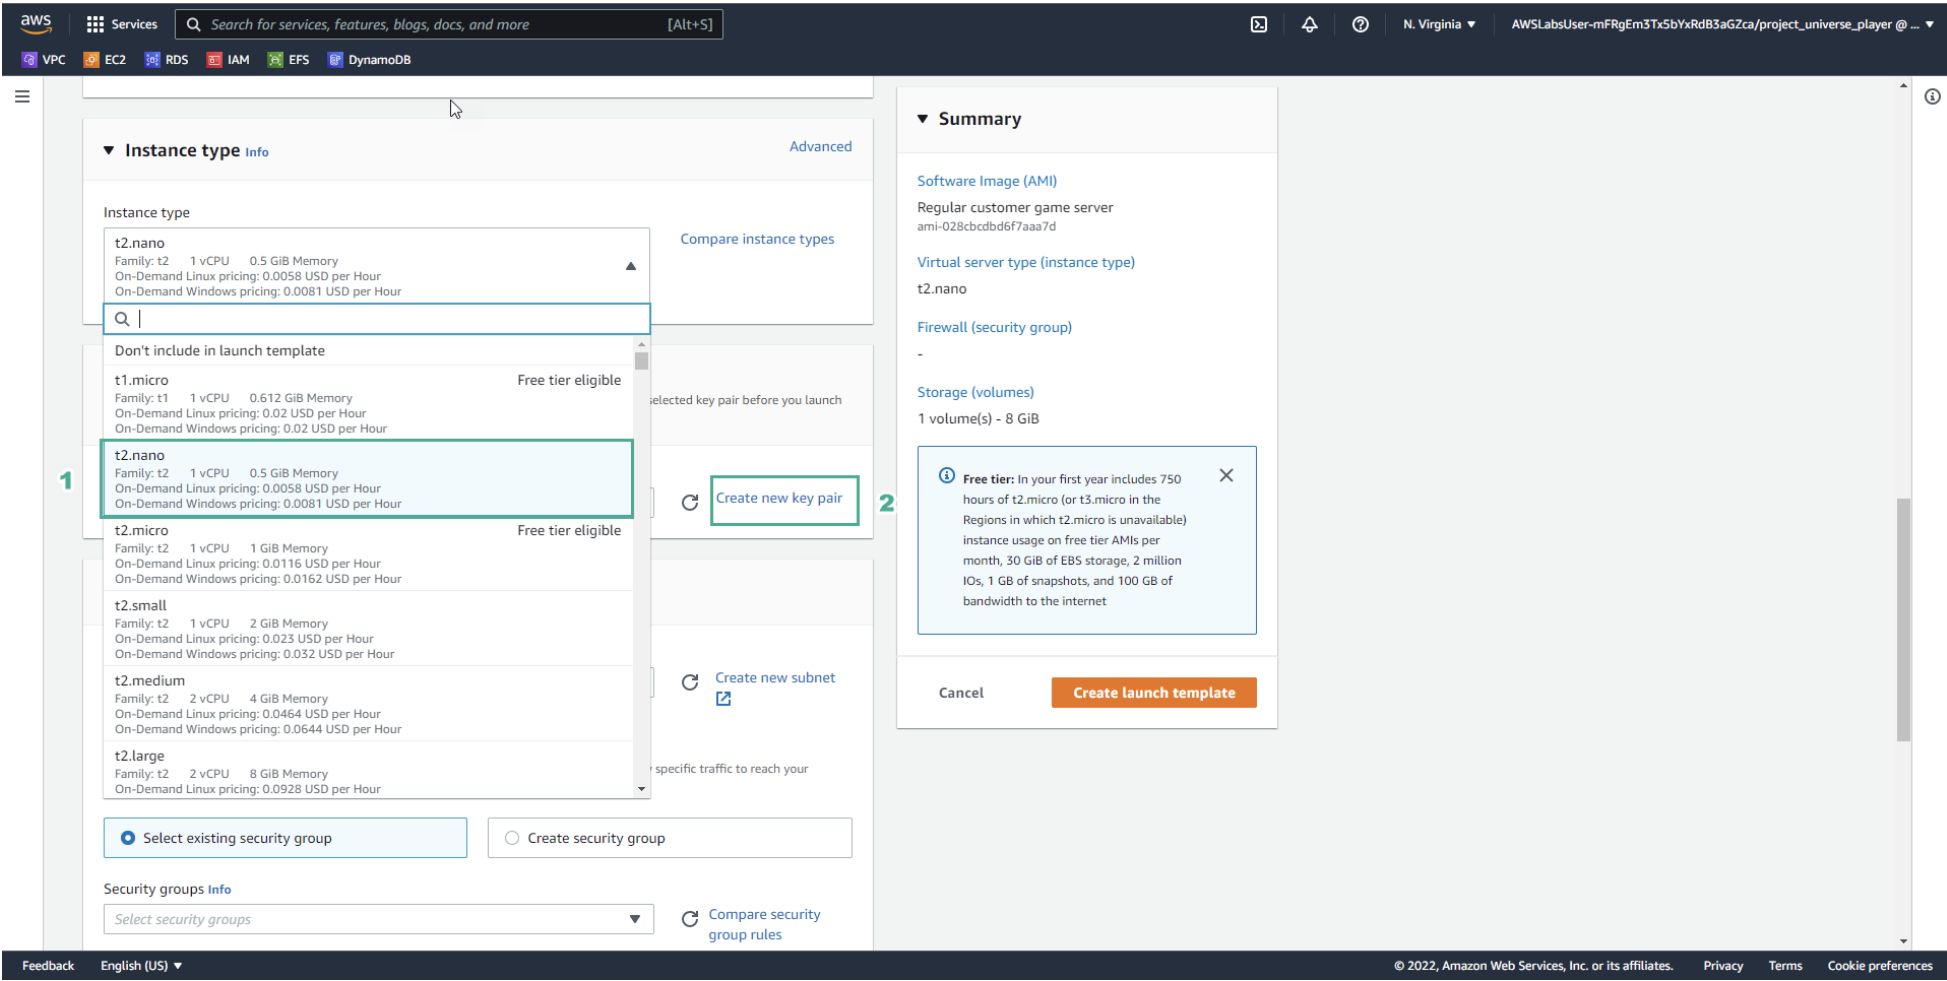 aws
Services
Search for services, features, blogs, docs, and more
[Alt+S]
N. Virginia
AWSLabsUser-mFRgEm3Tx5bYxRdB3aGZca/project_universe_player @ ...
VPC
EC2
RDS
IAM
EFS
DynamoDB
Instance type Info
Advanced
Instance type
t2.nano
Family: t2 1 vCPU 0.5 GiB Memory
On-Demand Linux pricing: 0.0058 USD per Hour
On-Demand Windows pricing: 0.0081 USD per Hour
Compare instance types
Don't include in launch template
t1.micro
Free tier eligible
Family: t1 1 vCPU 0.612 GiB Memory
On-Demand Linux pricing: 0.02 USD per Hour
On-Demand Windows pricing: 0.02 USD per Hour
selected key pair before you launch
1
t2.nano
Family: t2 1 vCPU 0.5 GiB Memory
On-Demand Linux pricing: 0.0058 USD per Hour
On-Demand Windows pricing: 0.0081 USD per Hour
Create new key pair
2
t2.micro
Free tier eligible
Family: t2 1 vCPU 1 GiB Memory
On-Demand Linux pricing: 0.0116 USD per Hour
On-Demand Windows pricing: 0.0162 USD per Hour
t2.small
Family: t2 1 vCPU 2 GiB Memory
On-Demand Linux pricing: 0.023 USD per Hour
On-Demand Windows pricing: 0.032 USD per Hour
t2.medium
Family: t2 2 vCPU 4 GiB Memory
On-Demand Linux pricing: 0.0464 USD per Hour
On-Demand Windows pricing: 0.0644 USD per Hour
Create new subnet
t2.large
Family: t2 2 vCPU 8 GiB Memory
On-Demand Linux pricing: 0.0928 USD per Hour
specific traffic to reach your
Select existing security group
Create security group
Security groups Info
Select security groups
Compare security
group rules
Summary
Software Image (AMI)
Regular customer game server
ami-028cbcdbd6f7aaa7d
Virtual server type (instance type)
t2.nano
Firewall (security group)
-
Storage (volumes)
1 volume(s) - 8 GiB
Free tier: In your first year includes 750
hours of t2.micro (or t3.micro in the
Regions in which t2.micro is unavailable)
instance usage on free tier AMIs per
month, 30 GiB of EBS storage, 2 million
IOs, 1 GB of snapshots, and 100 GB of
bandwidth to the internet
Cancel
Create launch template
Feedback
English (US)
© 2022, Amazon Web Services, Inc. or its affiliates.
Privacy
Terms
Cookie preferences